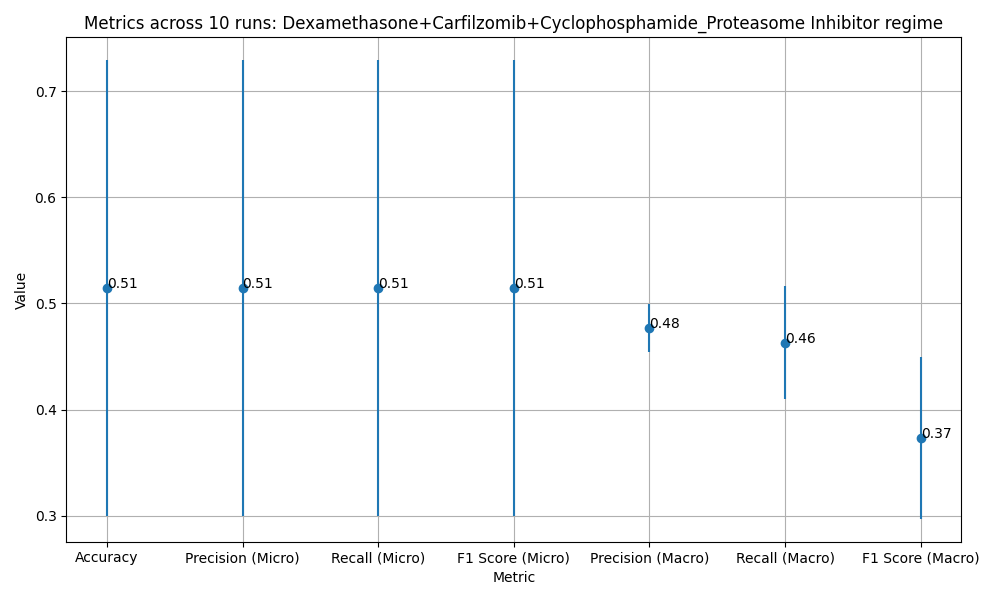 Metrics across 10 runs: Dexamethasone+Carfilzomib+Cyclophosphamide_Proteasome Inhibitor regime
Value
0.7
0.6
0.5
0.4
0.3
0.51
0.51
0.51
0.51
0.48
0.46
0.37
Accuracy
Precision (Micro)
Recall (Micro)
F1 Score (Micro)
Precision (Macro)
Recall (Macro)
F1 Score (Macro)
Metric